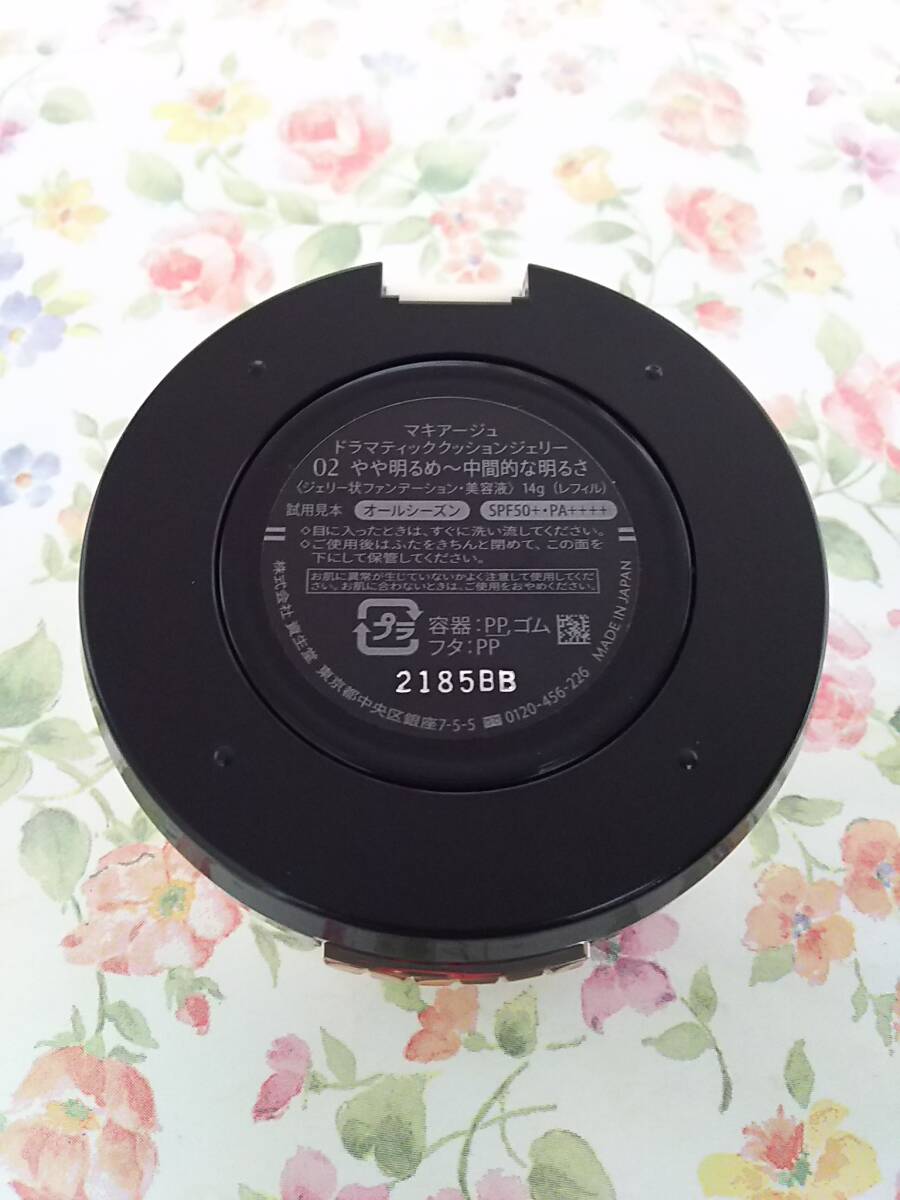 マキアージュ
ドラマティッククッションジェリー
02 やや明るめ〜中間的な明るさ
〈ジェリー状ファンデーション・美容液〉 14g (レフィル)
試用見本 オールシーズン SPF50+・PA++++
◇目に入ったときは、すぐに洗い流してください。
◇ご使用後はふたをきちんと閉めて、この面を
下にして保管してください。
お肌に異常が生じていないかよく注意して使用してくだ
さい。お肌に合わないときは、ご使用をおやめください。
プラ
容器:PP,ゴム
フタ:PP
2185BB
株式会社 資生堂 東京都中央区銀座7-5-5 0120-456-226 MADE IN JAPAN